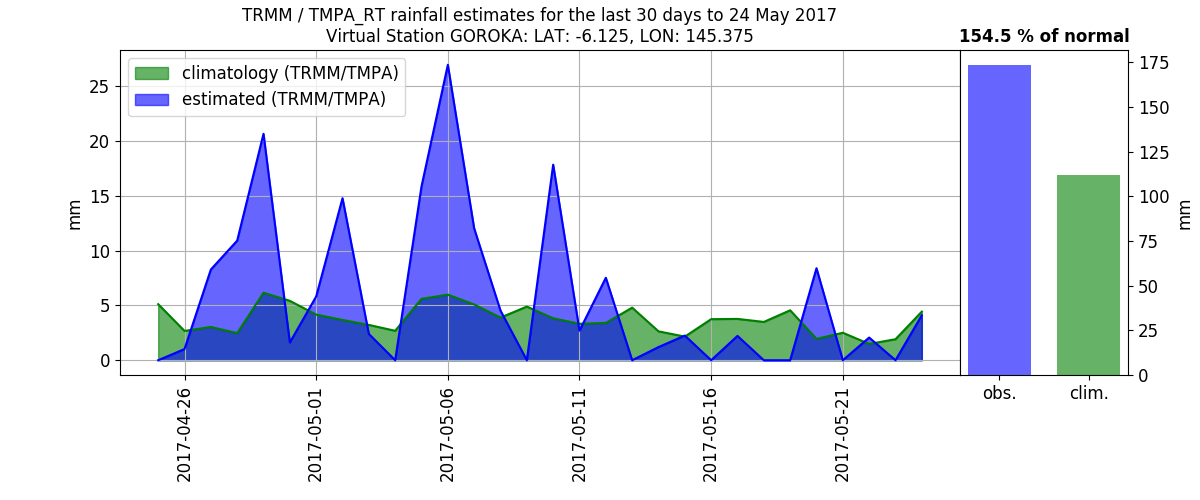 TRMM / TMPA_RT rainfall estimates for the last 30 days to 24 May 2017
Virtual Station GOROKA: LAT: -6.125, LON: 145.375
154.5 % of normal
climatology (TRMM/TMPA)
estimated (TRMM/TMPA)
25
20
15
10
5
0
mm
2017-04-26
2017-05-01
2017-05-06
2017-05-11
2017-05-16
2017-05-21
175
150
125
100
75
50
25
0
mm
obs.
clim.